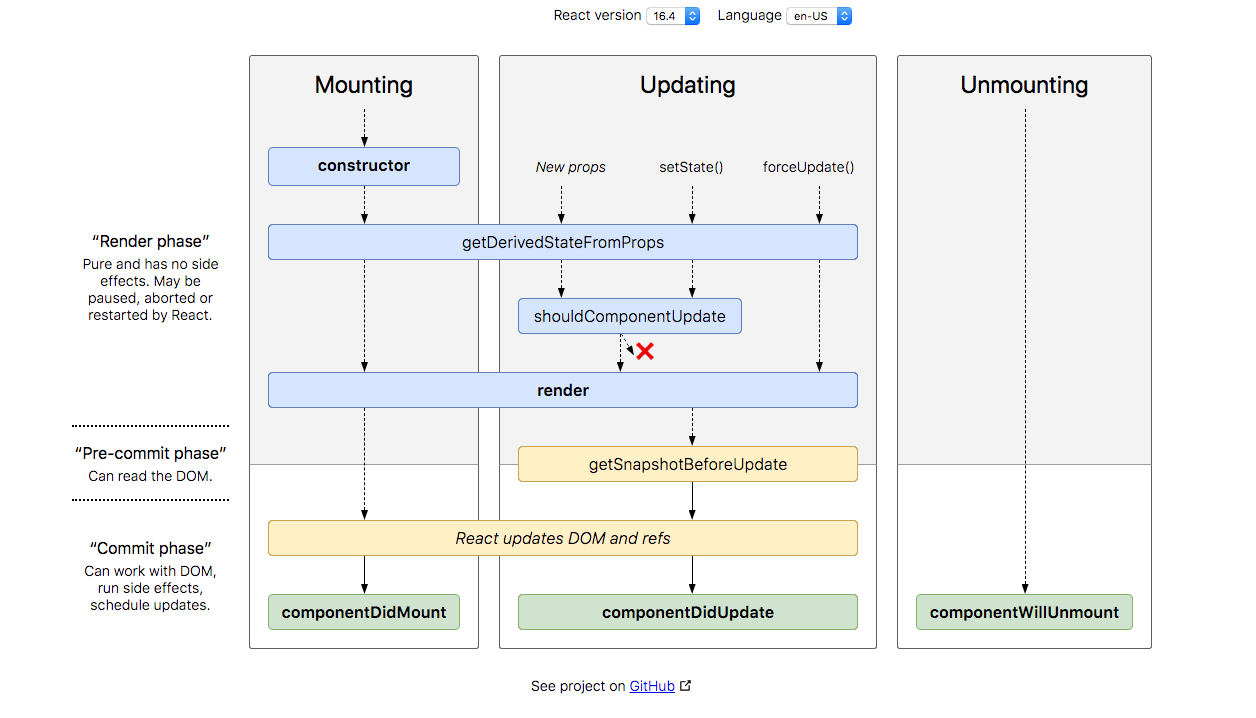 React version 16.4 Language en-US
Mounting
Updating
Unmounting
constructor
New props
setState()
forceUpdate()
“Render phase”
Pure and has no side
effects. May be
paused, aborted or
restarted by React.
getDerivedStateFromProps
shouldComponentUpdate
render
“Pre-commit phase”
Can read the DOM.
getSnapshotBeforeUpdate
“Commit phase”
Can work with DOM,
run side effects,
schedule updates.
React updates DOM and refs
componentDidMount
componentDidUpdate
componentWillUnmount
See project on GitHub